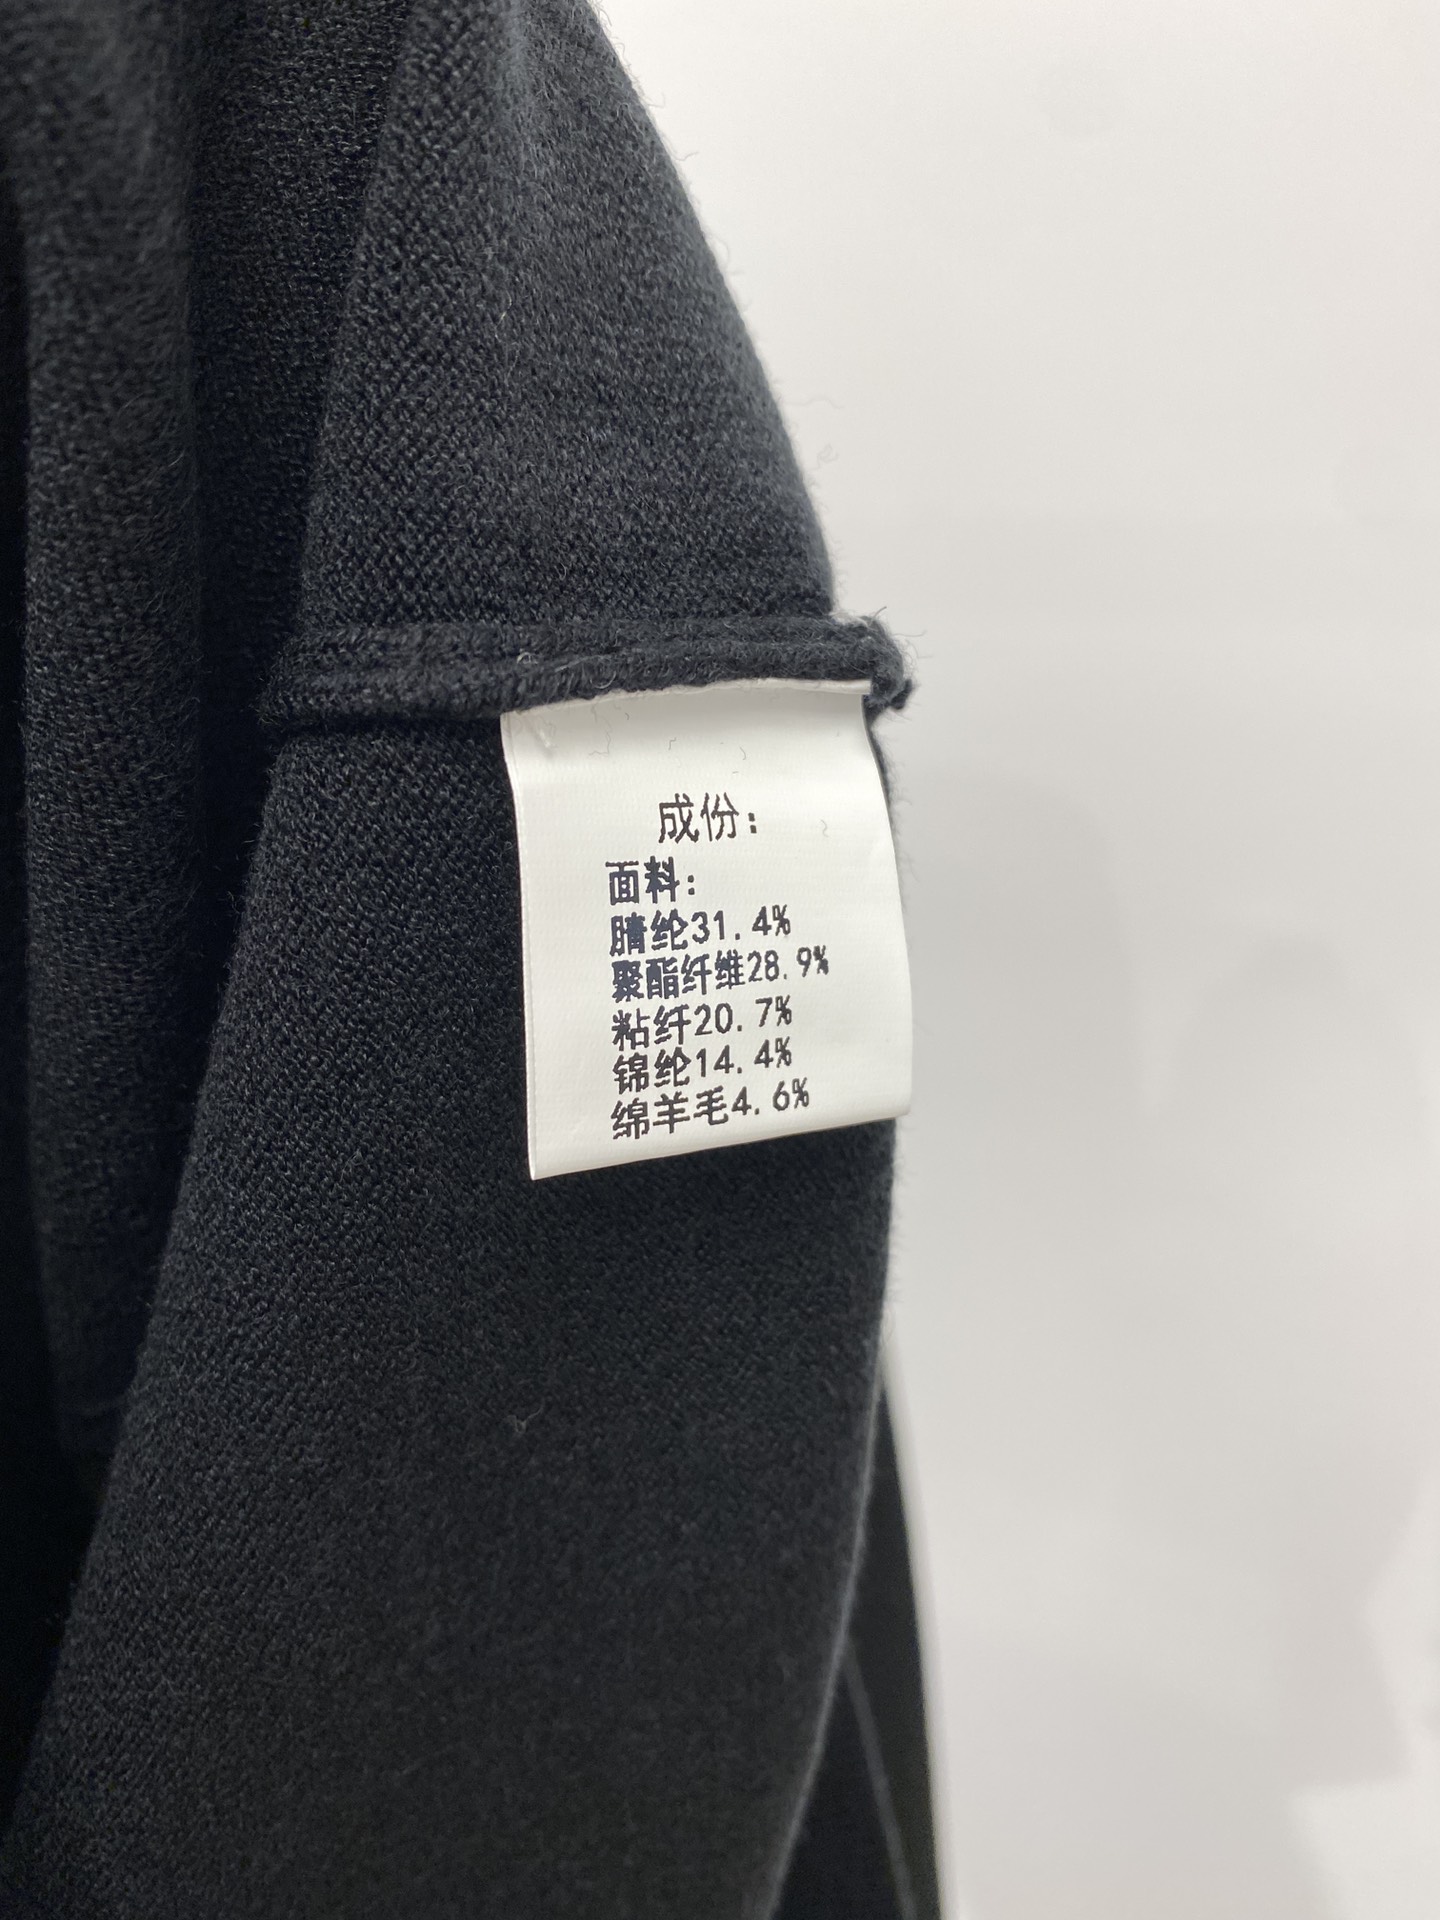 成份：
面料：
腈纶31.4%
聚酯纤维28.9%
粘纤20.7%
锦纶14.4%
绵羊毛4.6%